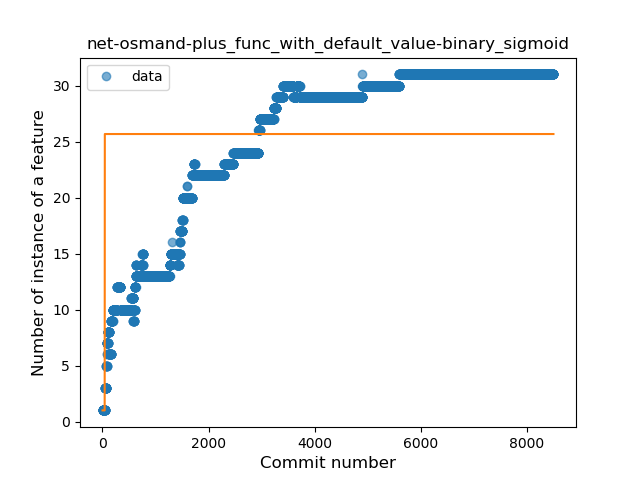 net-osmand-plus_func_with_default_value-binary_sigmoid
data
Number of instance of a feature
30
25
20
15
10
5
0
0 2000 4000 6000 8000
Commit number